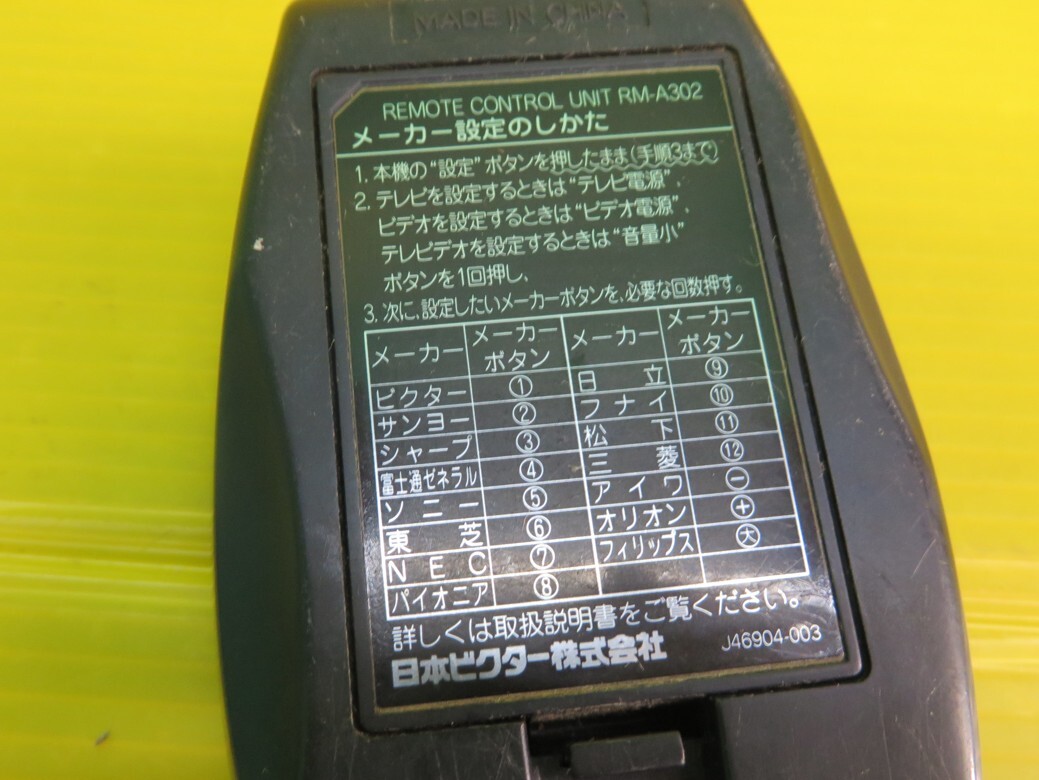 MADE IN CHINA
REMOTE CONTROL UNIT RM-A302
メーカー設定のしかた
1. 本機の“設定”ボタンを押したまま(手順3まで)
2. テレビを設定するときは“テレビ電源”、
ビデオを設定するときは“ビデオ電源”、
テレビデオを設定するときは“音量小”
ボタンを1回押し、
3. 次に、設定したいメーカーボタンを、必要な回数押す。
メーカー メーカーボタン メーカー メーカーボタン
ビクター ① 日立 ⑨
サンヨー ② フナイ ⑩
シャープ ③ 松下 ⑪
富士通ゼネラル ④ 三菱 ⑫
ソニー ⑤ アイワ ⊖
東芝 ⑥ オリオン ⊕
NEC ⑦ フィリップス 大
パイオニア ⑧
詳しくは取扱説明書をご覧ください。
日本ビクター株式会社 J46904-003